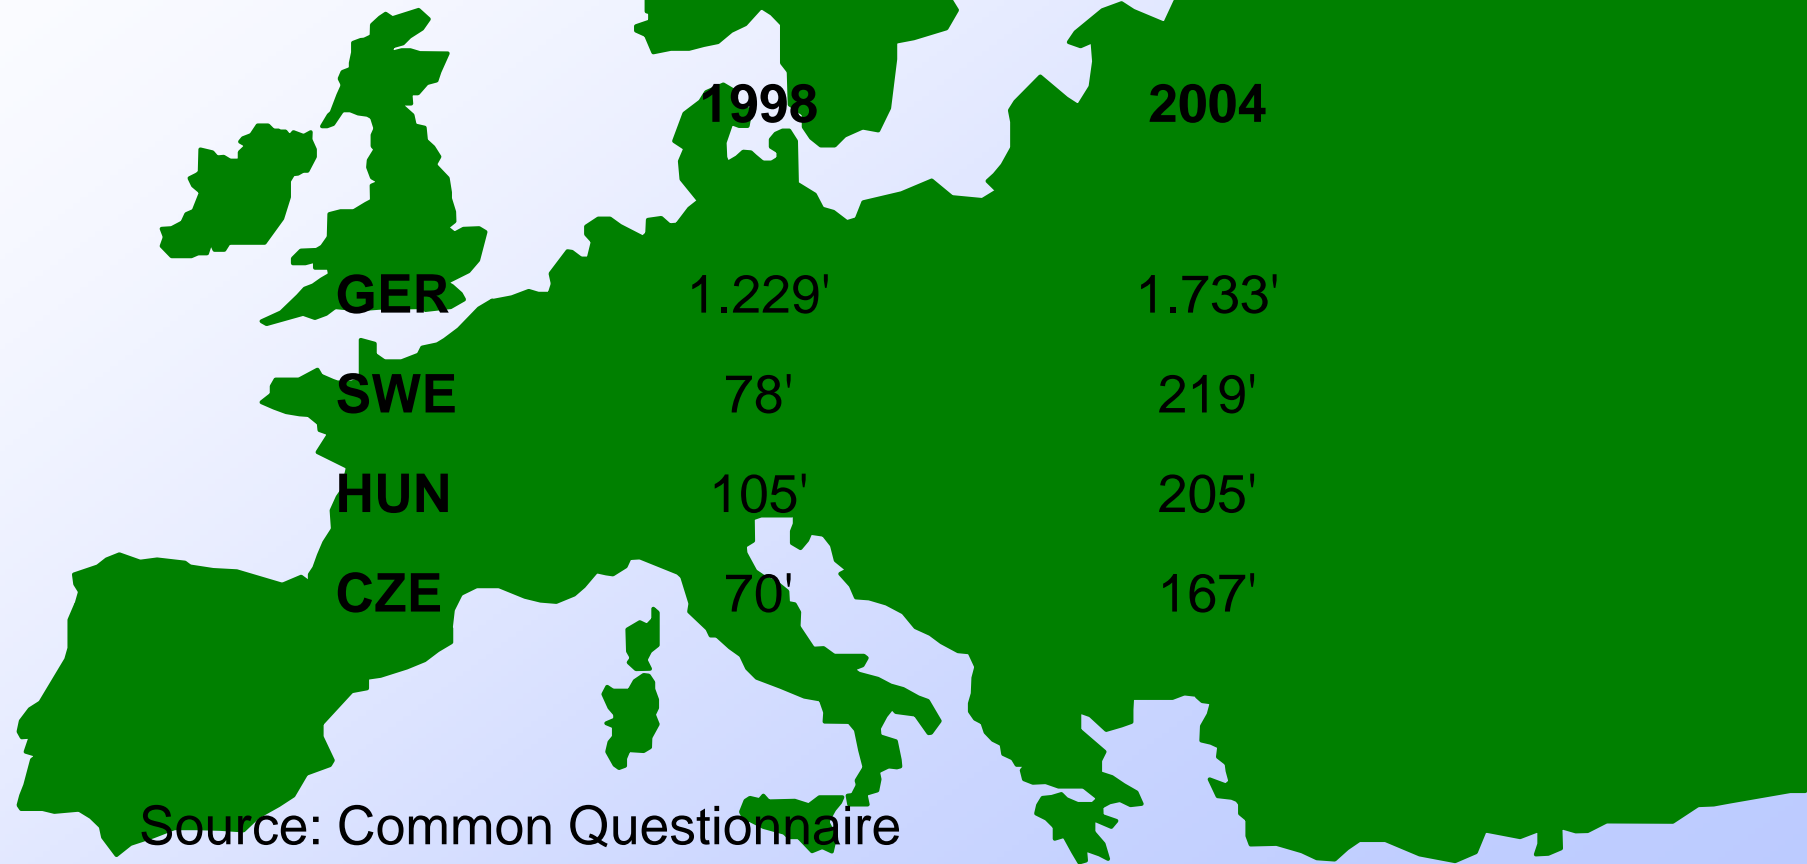 1998 2004
GER 1.229' 1.733'
SWE 78' 219'
HUN 105' 205'
CZE 70' 167'
Source: Common Questionnaire